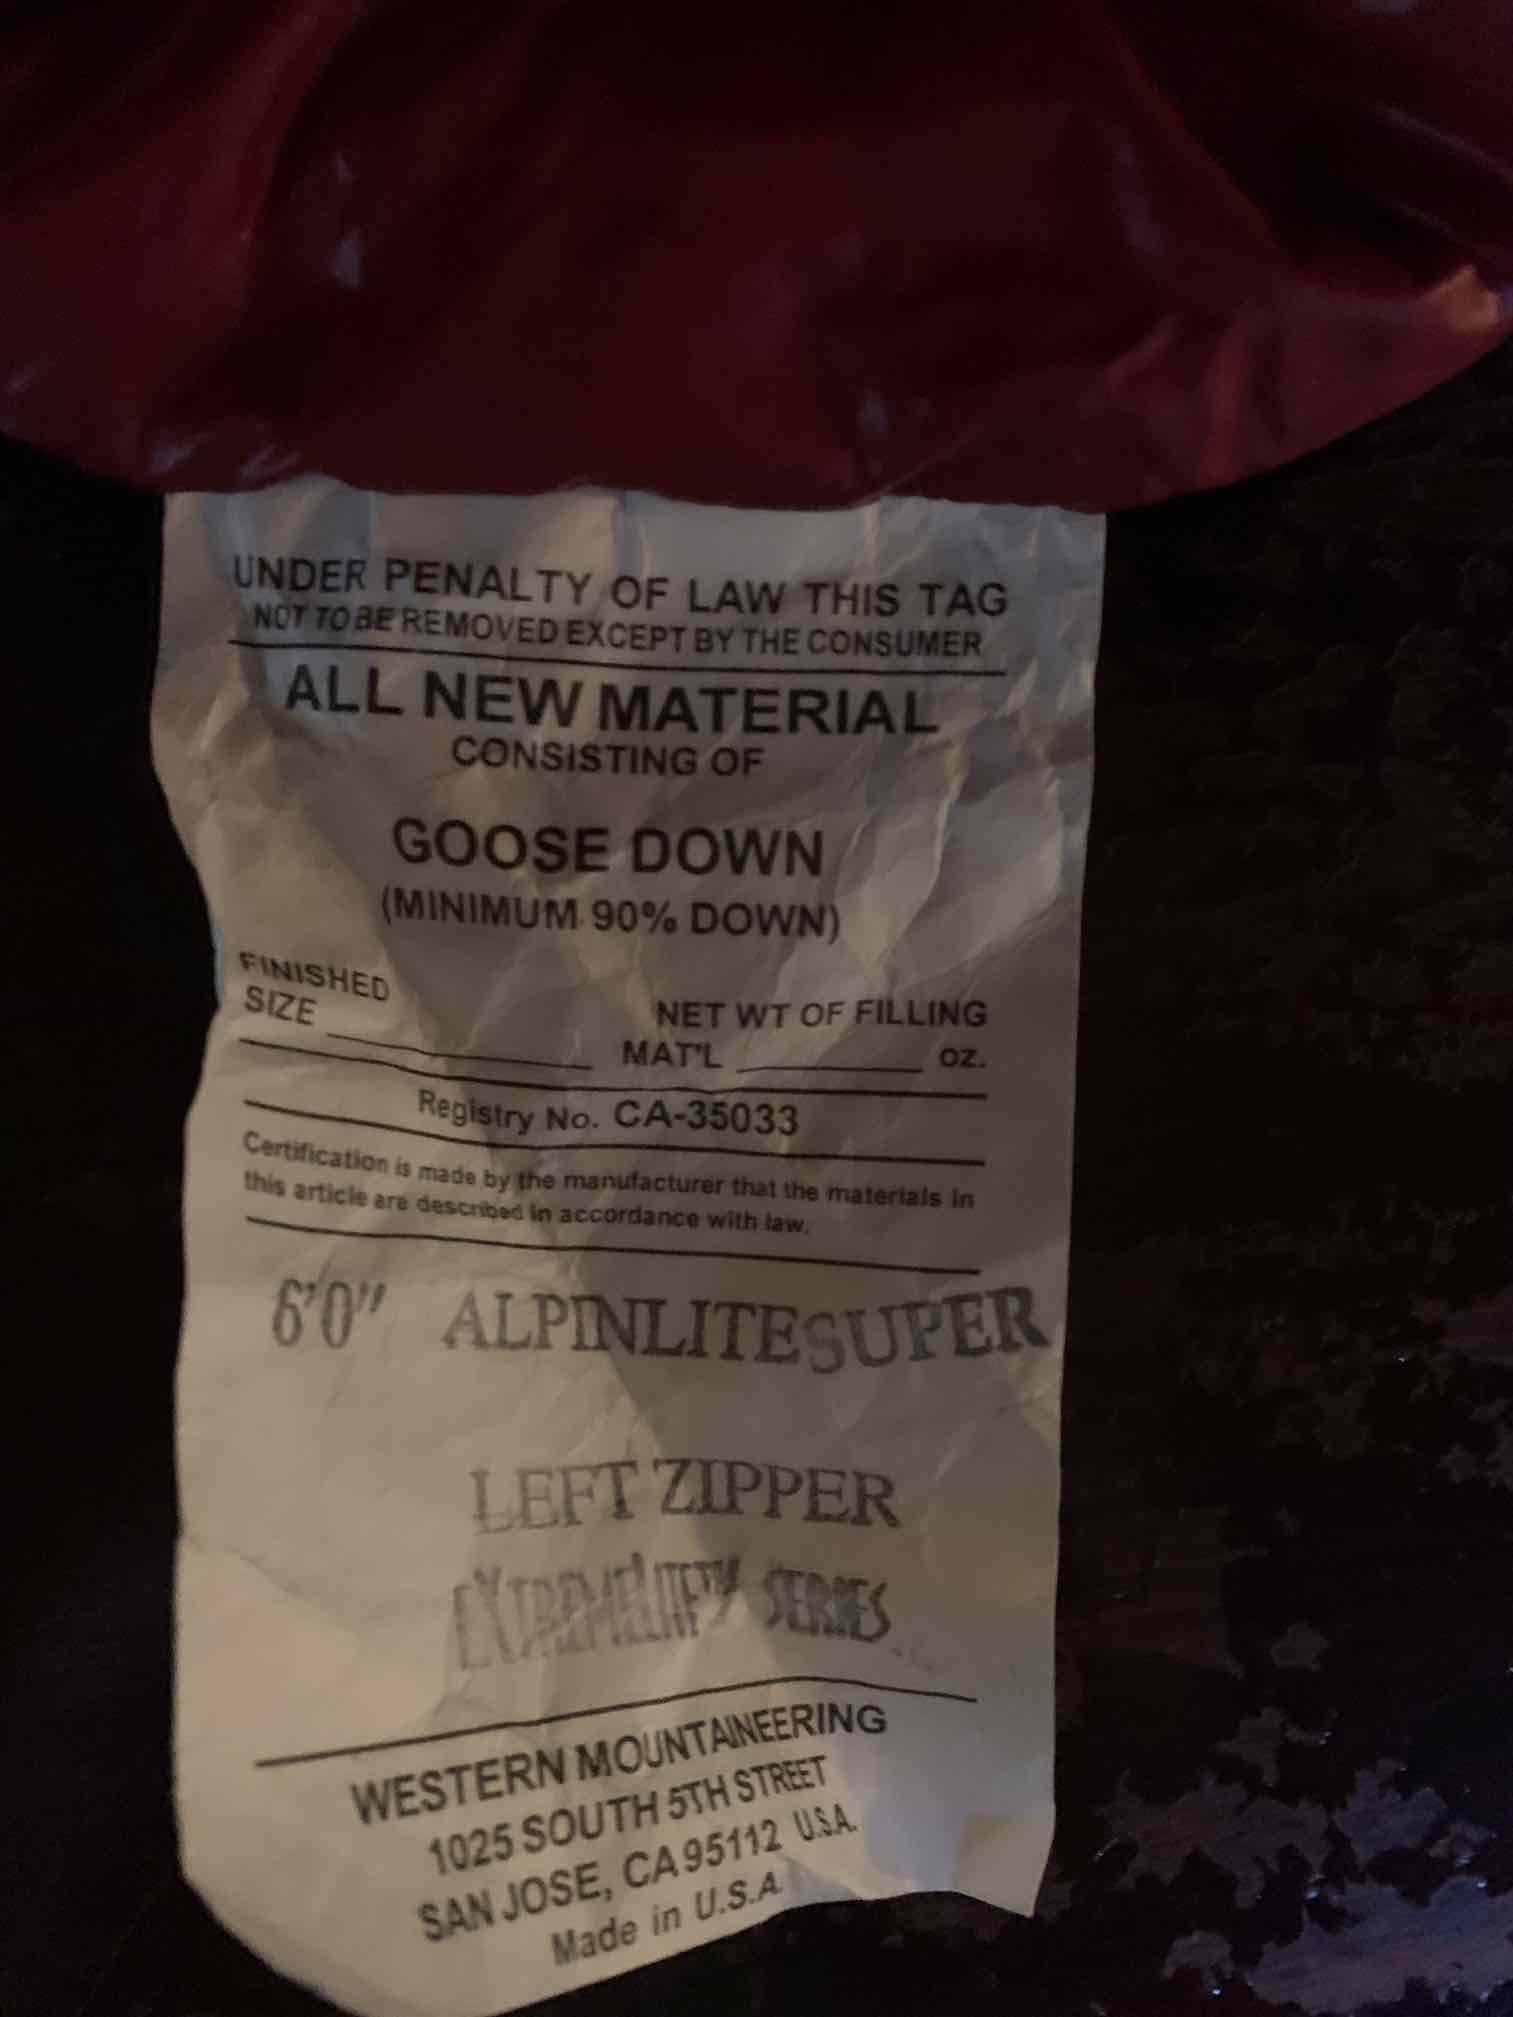 UNDER PENALTY OF LAW THIS TAG
NOT TO BE REMOVED EXCEPT BY THE CONSUMER
ALL NEW MATERIAL
CONSISTING OF
GOOSE DOWN
(MINIMUM 90% DOWN)
FINISHED
SIZE
NET WT OF FILLING
MAT'L oz.
Registry No. CA-35033
Certification is made by the manufacturer that the materials in
this article are described in accordance with law.
6'0" ALPINLITE SUPER
LEFT ZIPPER
EXTREMELITE™ SERIES
WESTERN MOUNTAINEERING
1025 SOUTH 5TH STREET
SAN JOSE, CA 95112 U.S.A.
Made in U.S.A